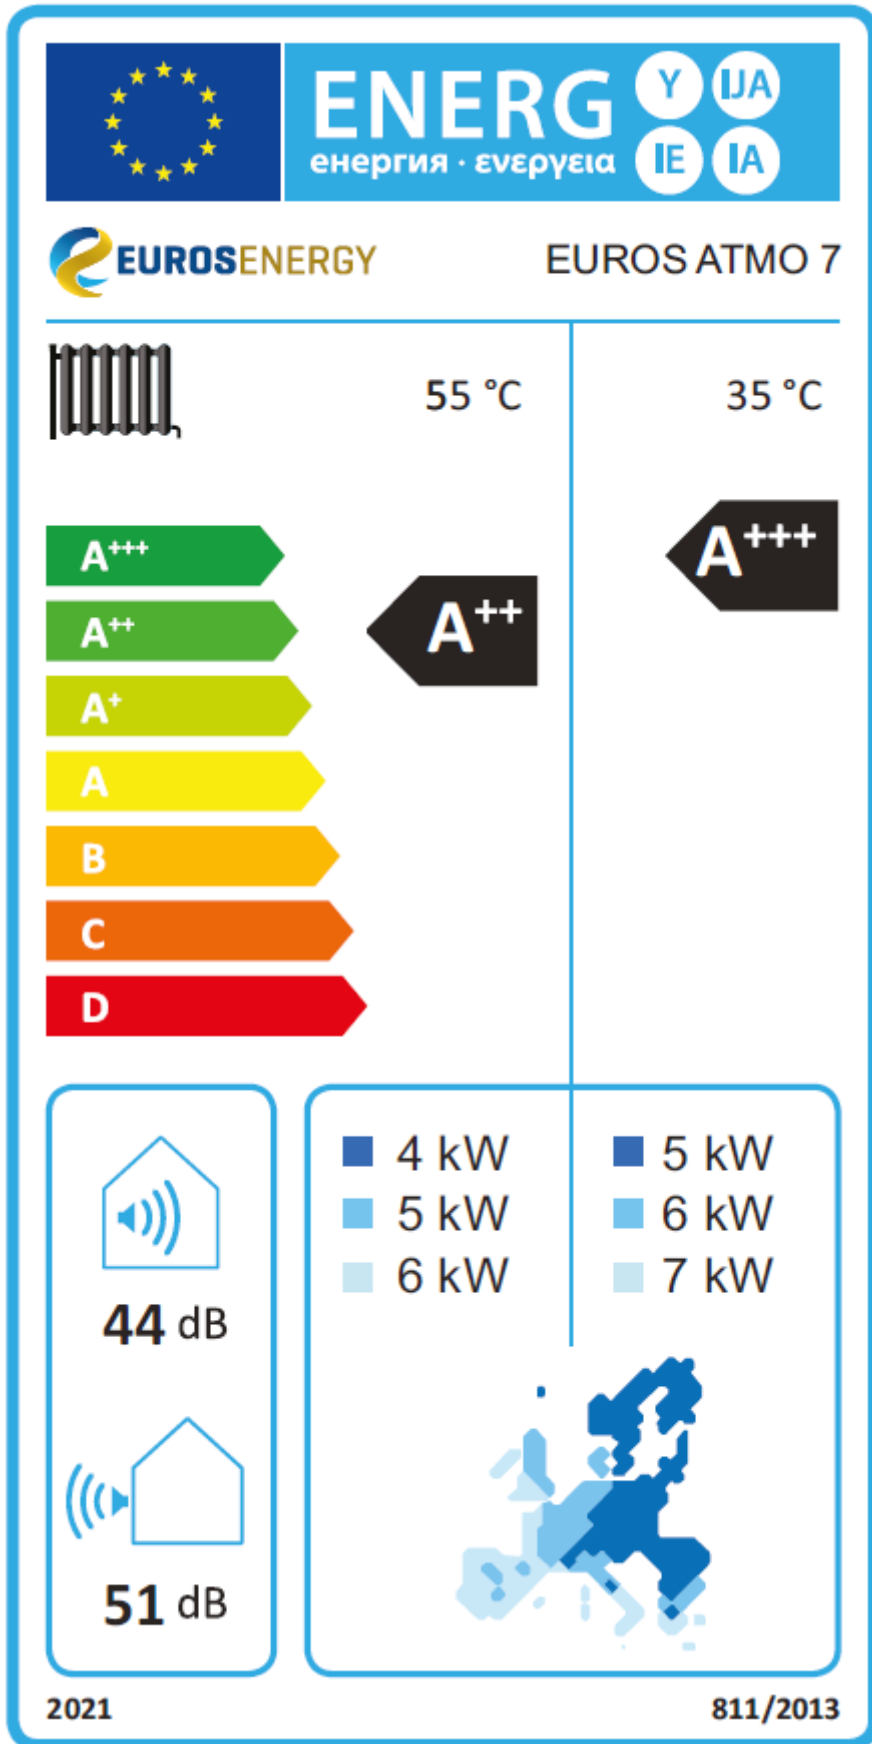 ENERG Y IJA
енергия · ενεργεια IE IA
EUROSENERGY EUROS ATMO 7
55 °C 35 °C
A+++
A+++
A++
A++
A+
A
B
C
D
4 kW 5 kW
5 kW 6 kW
6 kW 7 kW
44 dB
51 dB
2021 811/2013